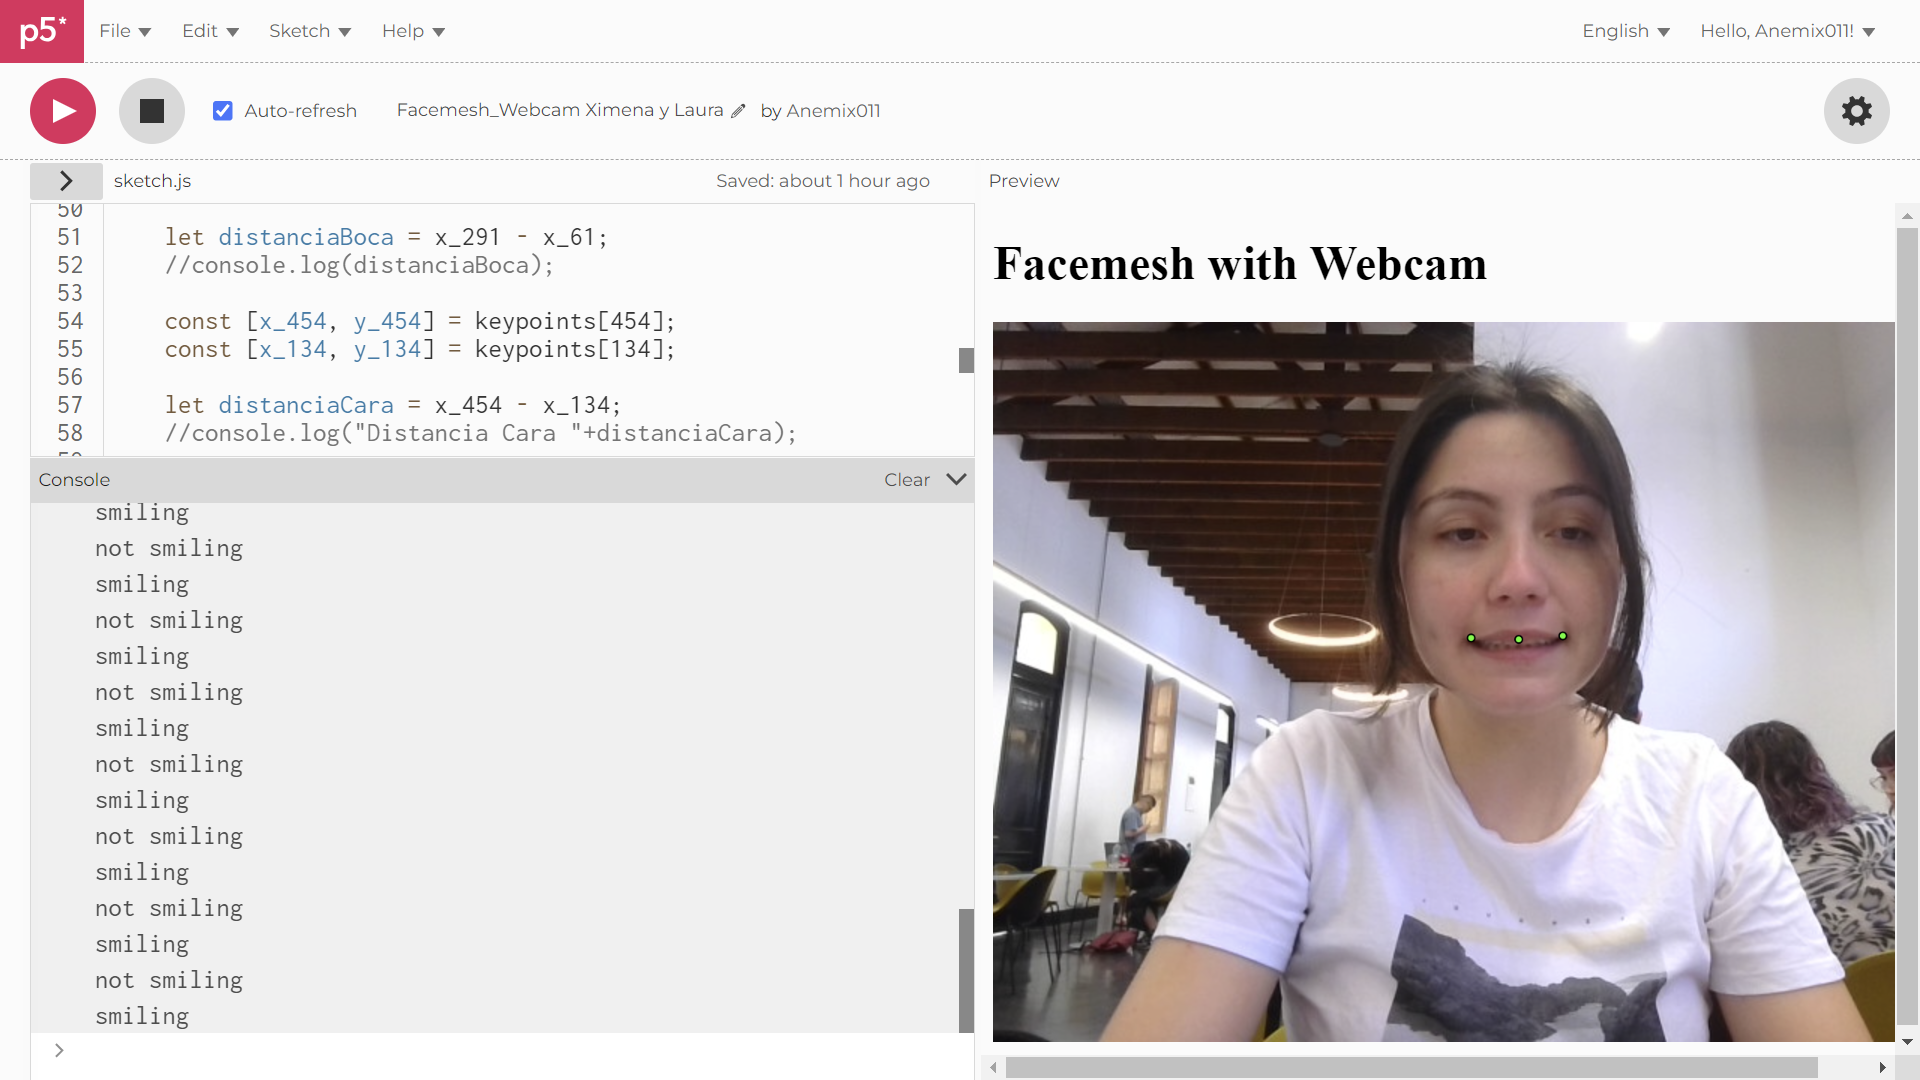 p5*
File
Edit
Sketch
Help
English
Hello, Anemix011!
Auto-refresh
Facemesh_Webcam Ximena y Laura
by Anemix011
sketch.js
Saved: about 1 hour ago
Preview
50
51 let distanciaBoca = x_291 - x_61;
52 //console.log(distanciaBoca);
53
54 const [x_454, y_454] = keypoints[454];
55 const [x_134, y_134] = keypoints[134];
56
57 let distanciaCara = x_454 - x_134;
58 //console.log("Distancia Cara "+distanciaCara);
Console
Clear
smiling
not smiling
smiling
not smiling
smiling
not smiling
smiling
not smiling
smiling
not smiling
smiling
not smiling
smiling
not smiling
smiling
>
Facemesh with Webcam